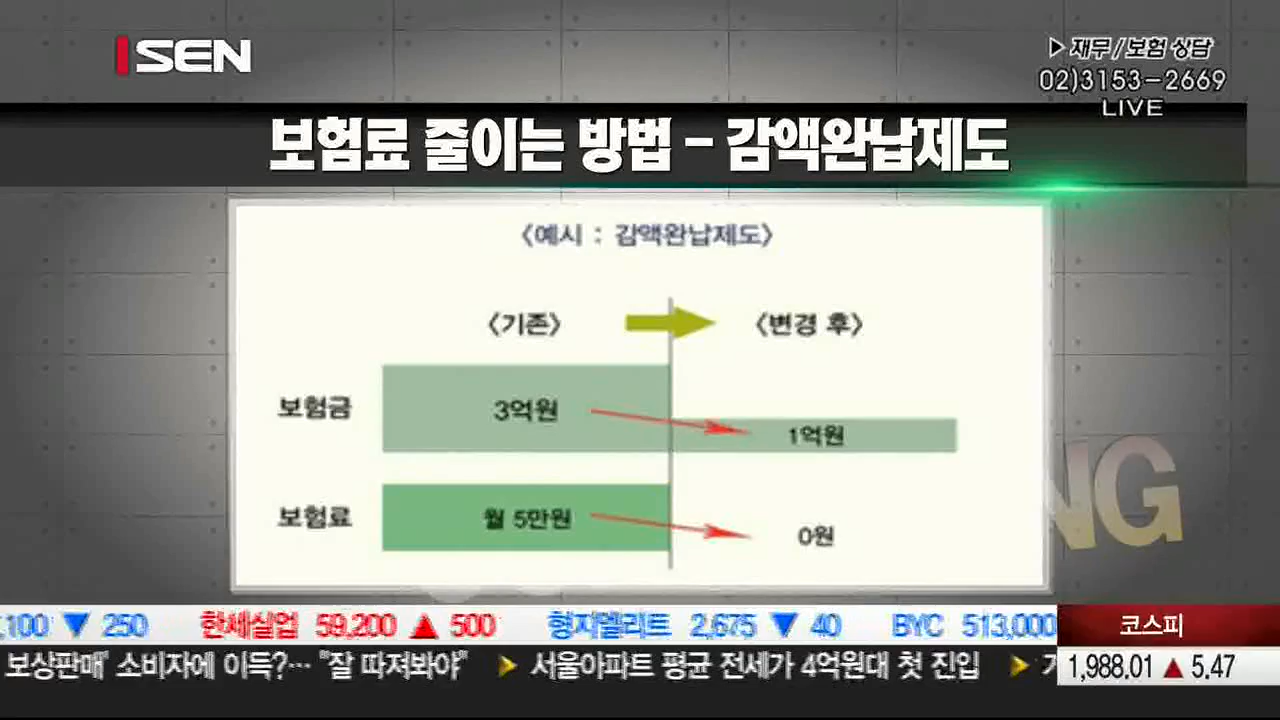 SEN
▶ 재무/보험 상담
02)3153-2669
LIVE
보험료 줄이는 방법 - 감액완납제도
<예시 : 감액완납제도>
<기존>
<변경 후>
보험금
3억원
1억원
보험료
월 5만원
0원
NG
,100 ▼ 250 한세실업 59,200 ▲ 500 형지엘리트 2,675 ▼ 40 BYC 513,000
코스피
보상판매' 소비자에 이득?… "잘 따져봐야" > 서울아파트 평균 전세가 4억원대 첫 진입 >
1,988.01 ▲ 5.47